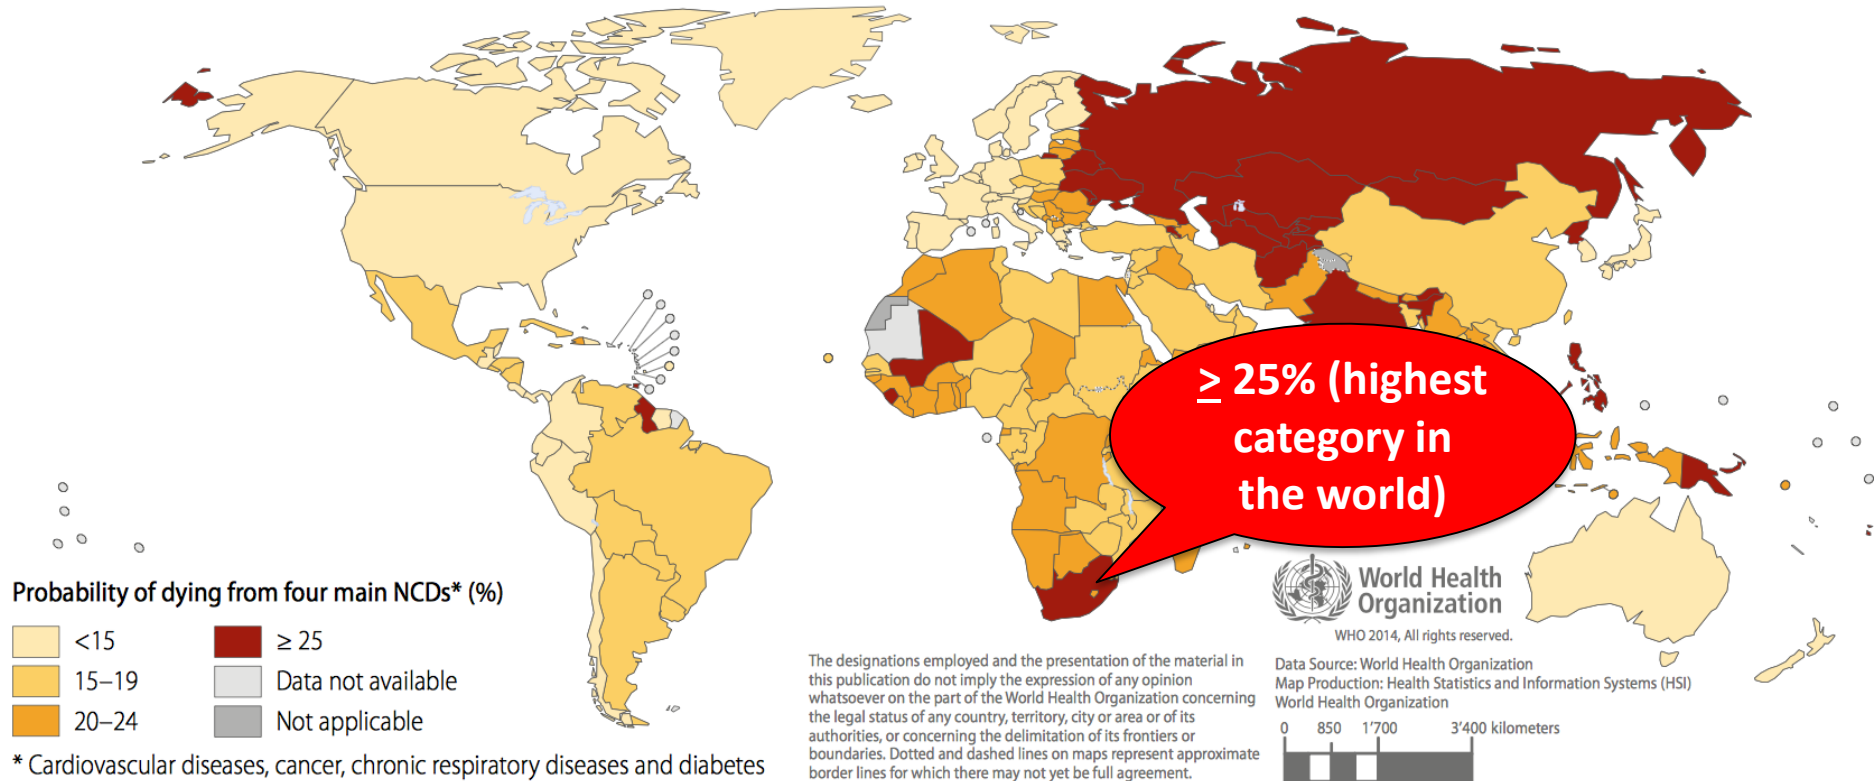 ≥ 25% (highest
category in
the world)
Probability of dying from four main NCDs* (%)
<15
15–19
20–24
≥ 25
Data not available
Not applicable
* Cardiovascular diseases, cancer, chronic respiratory diseases and diabetes
The designations employed and the presentation of the material in
this publication do not imply the expression of any opinion
whatsoever on the part of the World Health Organization concerning
the legal status of any country, territory, city or area or of its
authorities, or concerning the delimitation of its frontiers or
boundaries. Dotted and dashed lines on maps represent approximate
border lines for which there may not yet be full agreement.
World Health
Organization
WHO 2014, All rights reserved.
Data Source: World Health Organization
Map Production: Health Statistics and Information Systems (HSI)
World Health Organization
0 850 1'700 3'400 kilometers